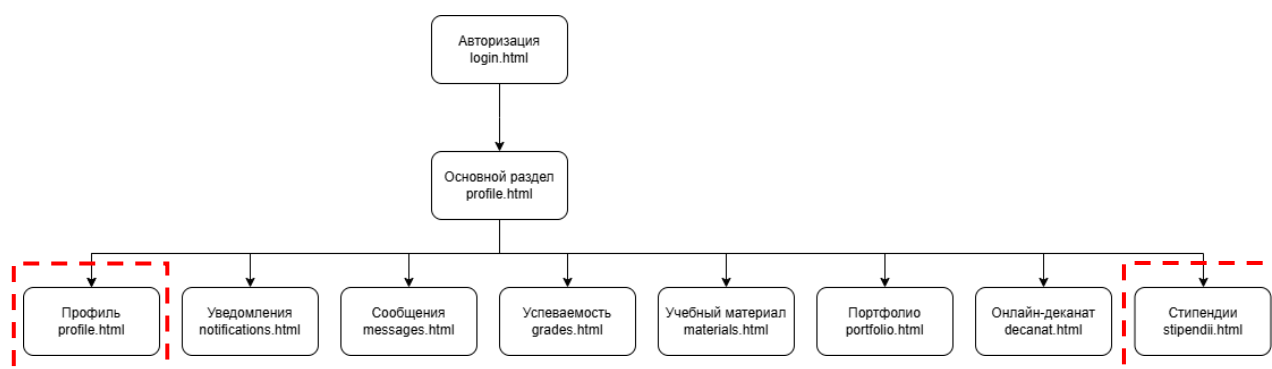 Авторизация
login.html
Основной раздел
profile.html
Профиль
profile.html
Уведомления
notifications.html
Сообщения
messages.html
Успеваемость
grades.html
Учебный материал
materials.html
Портфолио
portfolio.html
Онлайн-деканат
decanat.html
Стипендии
stipendii.html